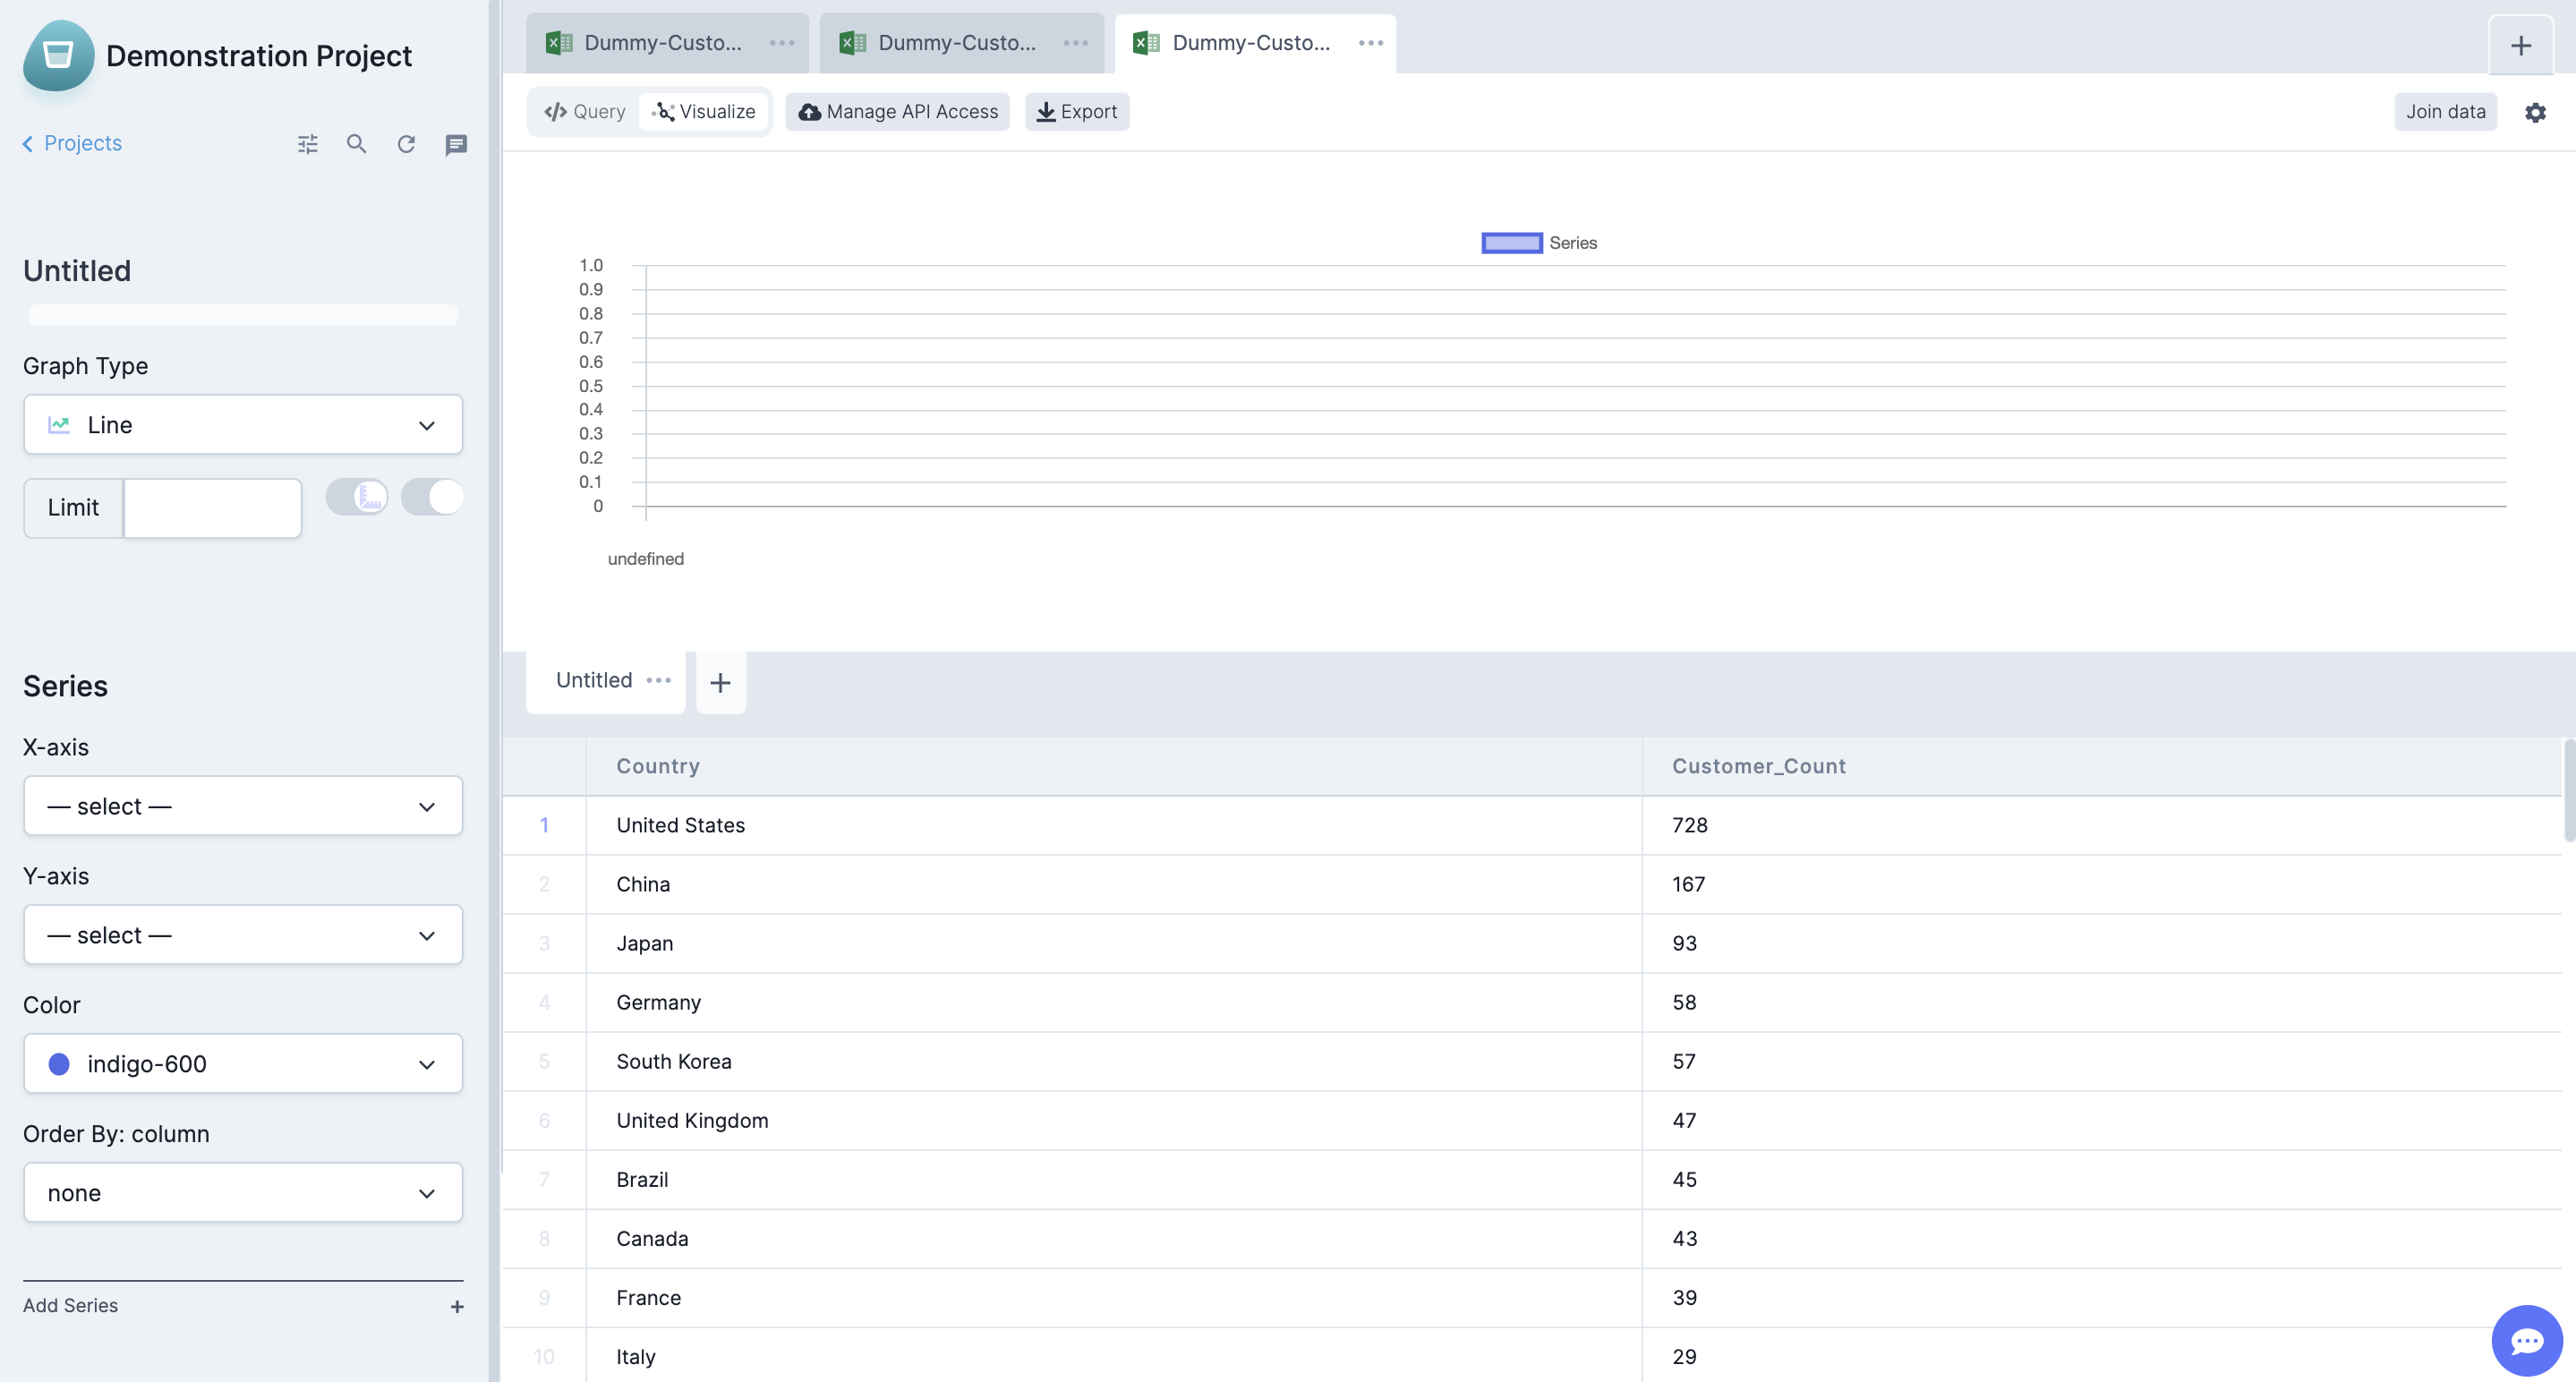 Demonstration Project
Projects
Untitled
Graph Type
Line
Limit
Series
X-axis
— select —
Y-axis
— select —
Color
indigo-600
Order By: column
none
Add Series
Dummy-Custo...
Dummy-Custo...
Dummy-Custo...
Query Visualize Manage API Access Export Join data
Series
1.0
0.9
0.8
0.7
0.6
0.5
0.4
0.3
0.2
0.1
0
undefined
Untitled
Country Customer_Count
1 United States 728
2 China 167
3 Japan 93
4 Germany 58
5 South Korea 57
6 United Kingdom 47
7 Brazil 45
8 Canada 43
9 France 39
10 Italy 29